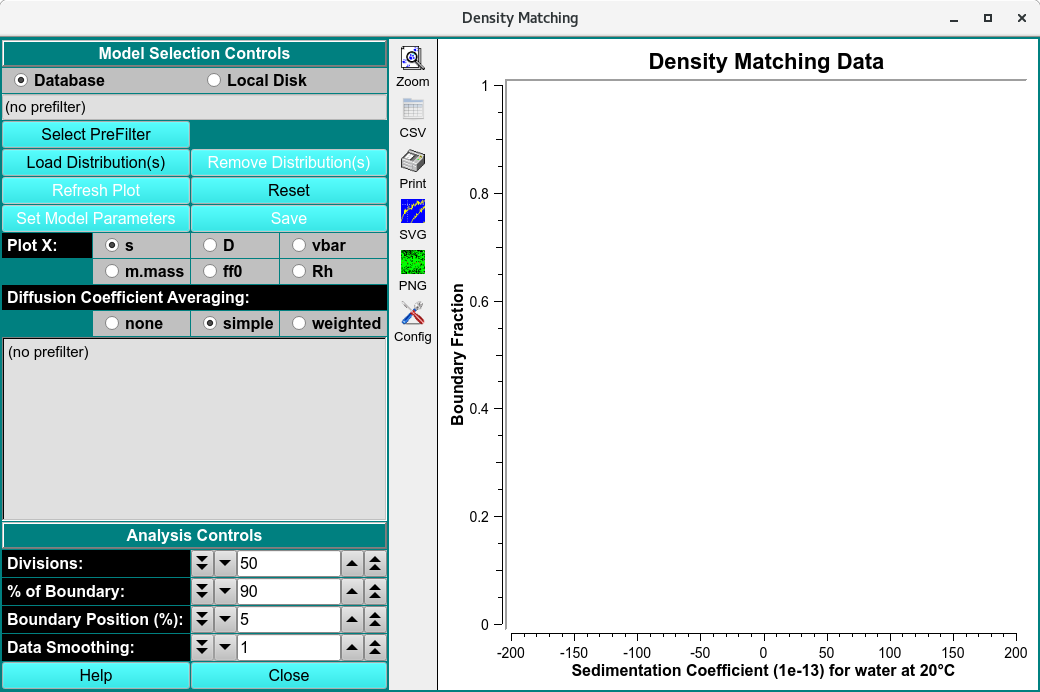 Density Matching
Model Selection Controls
Database Local Disk
(no prefilter)
Select PreFilter
Load Distribution(s) Remove Distribution(s)
Refresh Plot Reset
Set Model Parameters Save
Plot X: s D vbar
m.mass ff0 Rh
Diffusion Coefficient Averaging:
none simple weighted
(no prefilter)
Analysis Controls
Divisions: 50
% of Boundary: 90
Boundary Position (%): 5
Data Smoothing: 1
Help Close
Zoom
CSV
Print
SVG
PNG
Config
Density Matching Data
Boundary Fraction
1
0.8
0.6
0.4
0.2
0
-200 -150 -100 -50 0 50 100 150 200
Sedimentation Coefficient (1e-13) for water at 20°C